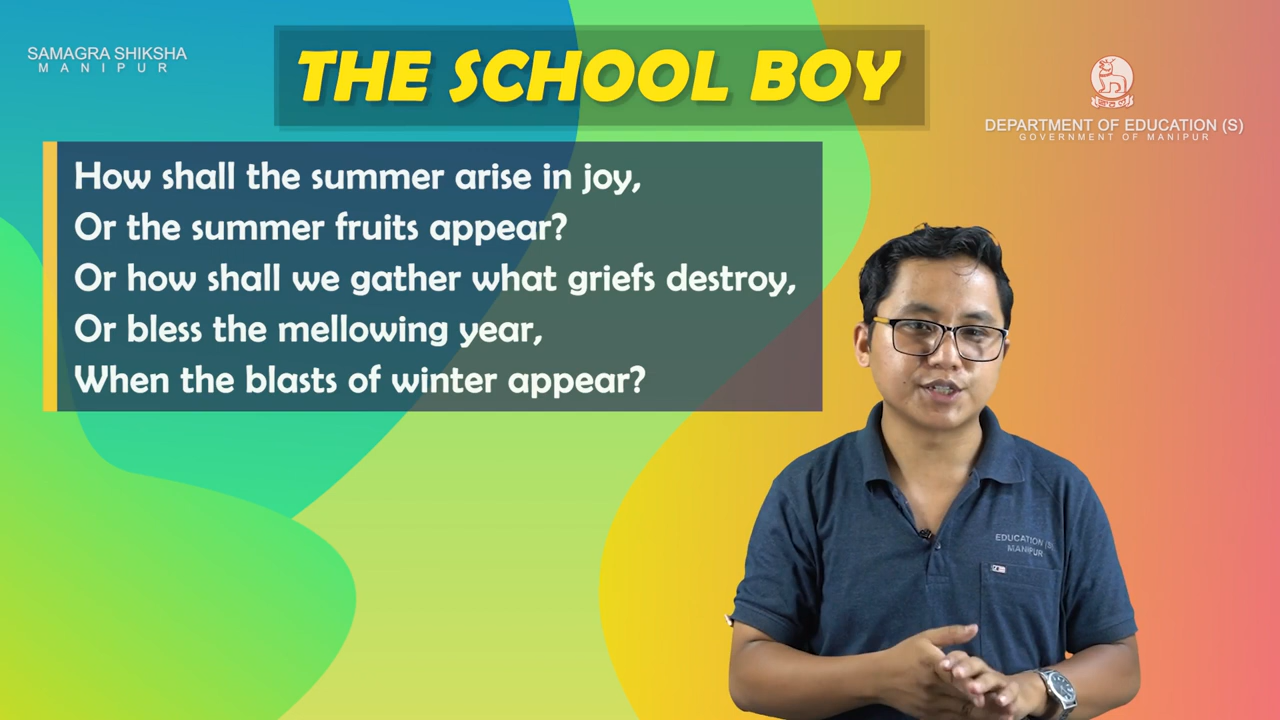 SAMAGRA SHIKSHA
MANIPUR
THE SCHOOL BOY
DEPARTMENT OF EDUCATION (S)
GOVERNMENT OF MANIPUR
How shall the summer arise in joy,
Or the summer fruits appear?
Or how shall we gather what griefs destroy,
Or bless the mellowing year,
When the blasts of winter appear?
EDUCATION (S)
MANIPUR